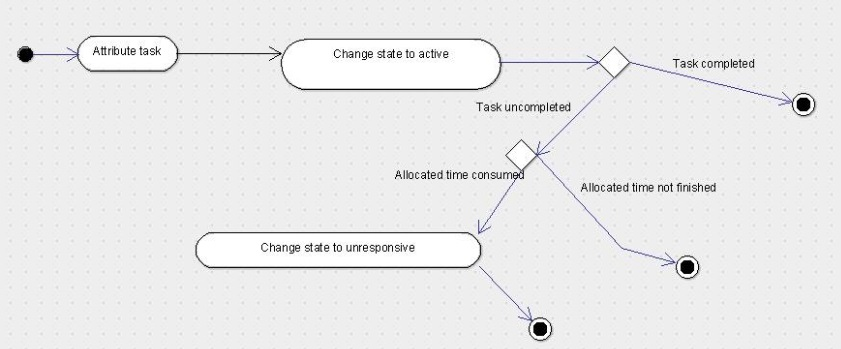 Attribute task
Change state to active
Task completed
Task uncompleted
Allocated time consumed
Allocated time not finished
Change state to unresponsive